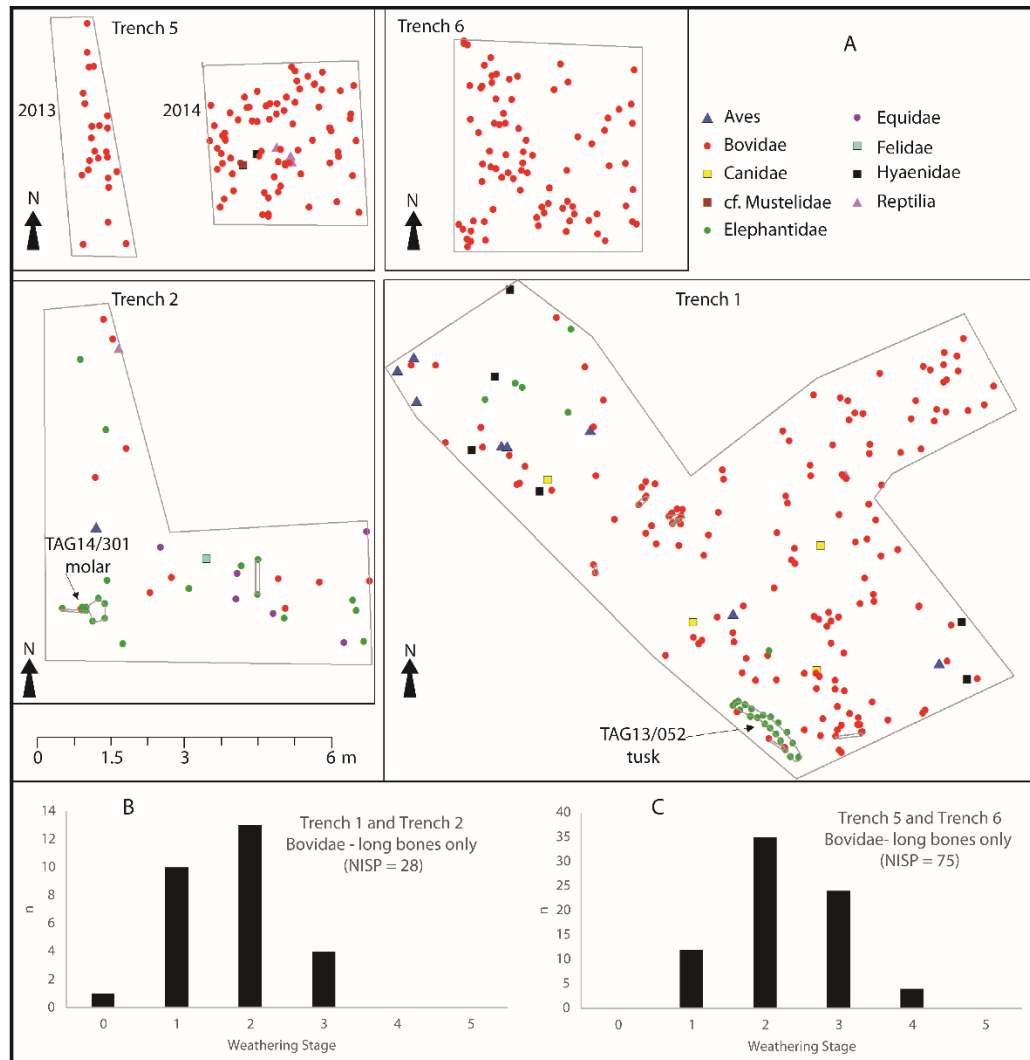 Trench 5
2013
2014
N
Trench 6
N
A
Aves
Bovidae
Canidae
cf. Mustelidae
Elephantidae
Equidae
Felidae
Hyaenidae
Reptilia
Trench 2
TAG14/301
molar
N
0 1.5 3 6 m
Trench 1
N
TAG13/052
tusk
B
Trench 1 and Trench 2
Bovidae - long bones only
(NISP = 28)
14
12
10
8
6
4
2
0
n
0 1 2 3 4 5
Weathering Stage
C
Trench 5 and Trench 6
Bovidae- long bones only
(NISP = 75)
40
35
30
25
20
15
10
5
0
n
0 1 2 3 4 5
Weathering Stage